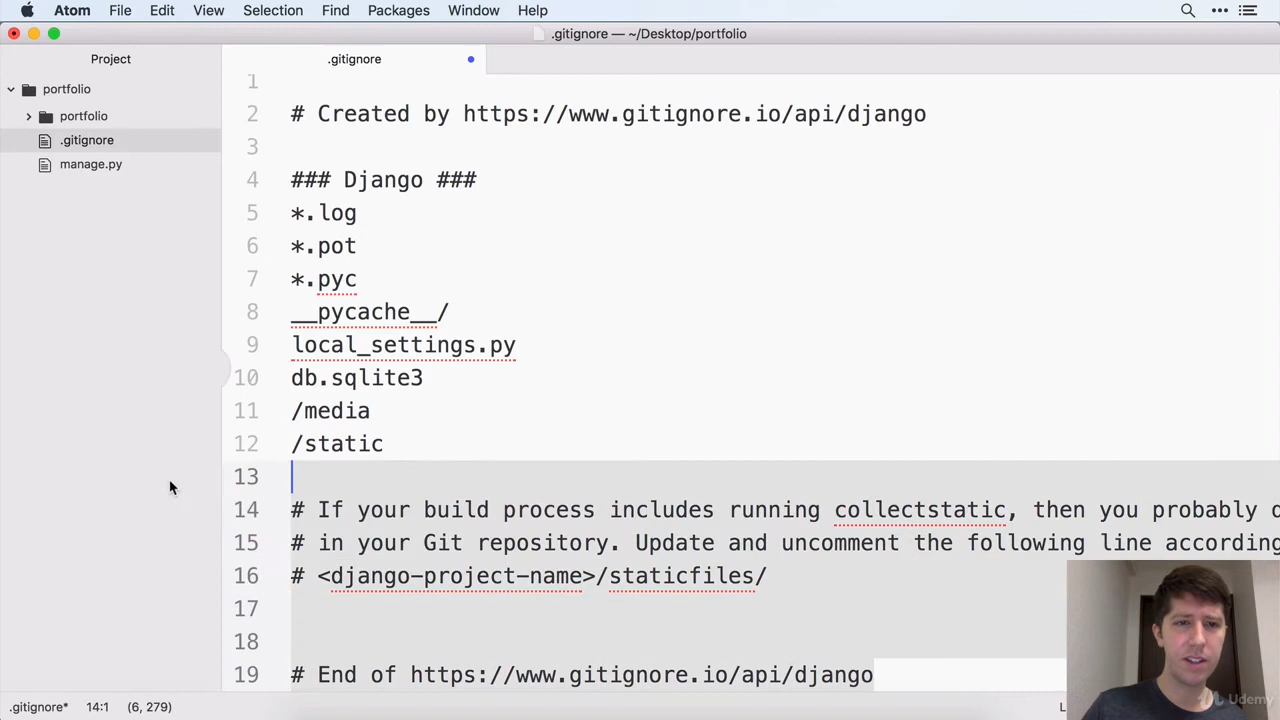 Atom File Edit View Selection Find Packages Window Help
.gitignore — ~/Desktop/portfolio
Project
.gitignore
portfolio
portfolio
.gitignore
manage.py
1
2 # Created by https://www.gitignore.io/api/django
3
4 ### Django ###
5 *.log
6 *.pot
7 *.pyc
8 __pycache__/
9 local_settings.py
10 db.sqlite3
11 /media
12 /static
13
14 # If your build process includes running collectstatic, then you probably
15 # in your Git repository. Update and uncomment the following line
16 # <django-project-name>/staticfiles/
17
18
19 # End of https://www.gitignore.io/api/django
.gitignore* 14:1 (6, 279)
Udemy